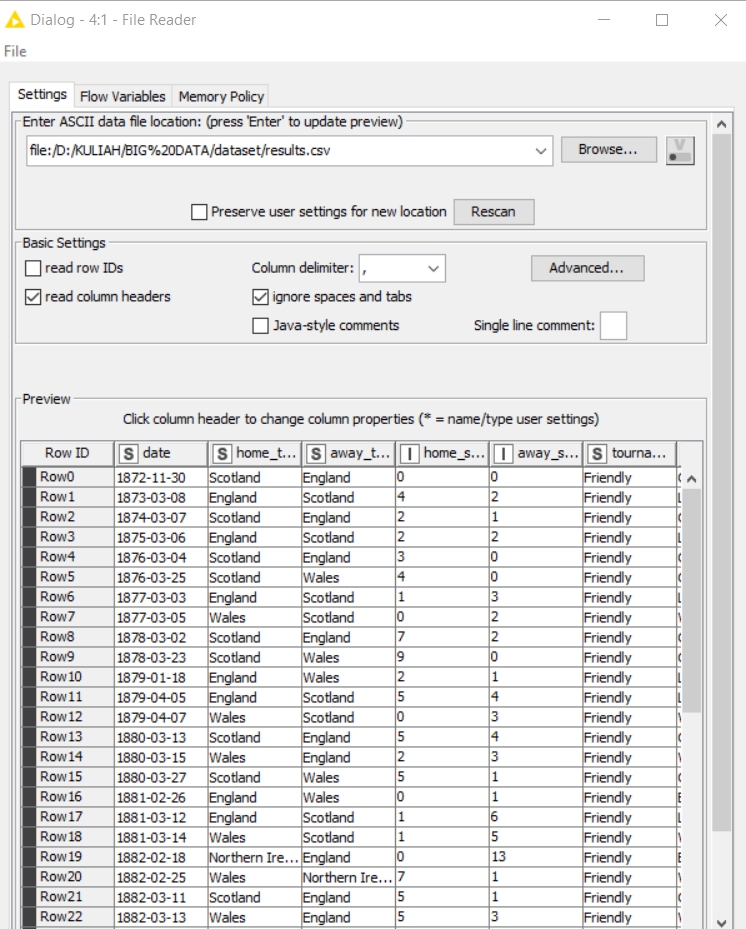 Dialog - 4:1 - File Reader
File
Settings Flow Variables Memory Policy
Enter ASCII data file location: (press 'Enter' to update preview)
file:/D:/KULIAH/BIG%20DATA/dataset/results.csv Browse... V
Preserve user settings for new location Rescan
Basic Settings
read row IDs Column delimiter: , Advanced...
read column headers ignore spaces and tabs
Java-style comments Single line comment:
Preview
Click column header to change column properties (* = name/type user settings)
Row ID S date S home_t... S away_t... I home_s... I away_s... S tourna...
Row0 1872-11-30 Scotland England 0 0 Friendly
Row1 1873-03-08 England Scotland 4 2 Friendly
Row2 1874-03-07 Scotland England 2 1 Friendly
Row3 1875-03-06 England Scotland 2 2 Friendly
Row4 1876-03-04 Scotland England 3 0 Friendly
Row5 1876-03-25 Scotland Wales 4 0 Friendly
Row6 1877-03-03 England Scotland 1 3 Friendly
Row7 1877-03-05 Wales Scotland 0 2 Friendly
Row8 1878-03-02 Scotland England 7 2 Friendly
Row9 1878-03-23 Scotland Wales 9 0 Friendly
Row10 1879-01-18 England Wales 2 1 Friendly
Row11 1879-04-05 England Scotland 5 4 Friendly
Row12 1879-04-07 Wales Scotland 0 3 Friendly
Row13 1880-03-13 Scotland England 5 4 Friendly
Row14 1880-03-15 Wales England 2 3 Friendly
Row15 1880-03-27 Scotland Wales 5 1 Friendly
Row16 1881-02-26 England Wales 0 1 Friendly
Row17 1881-03-12 England Scotland 1 6 Friendly
Row18 1881-03-14 Wales Scotland 1 5 Friendly
Row19 1882-02-18 Northern Ire... England 0 13 Friendly
Row20 1882-02-25 Wales Northern Ire... 7 1 Friendly
Row21 1882-03-11 Scotland England 5 1 Friendly
Row22 1882-03-13 Wales England 5 3 Friendly